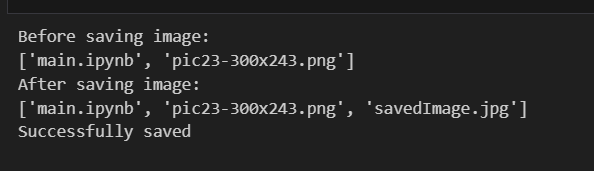 Before saving image:
['main.ipynb', 'pic23-300x243.png']
After saving image:
['main.ipynb', 'pic23-300x243.png', 'savedImage.jpg']
Successfully saved